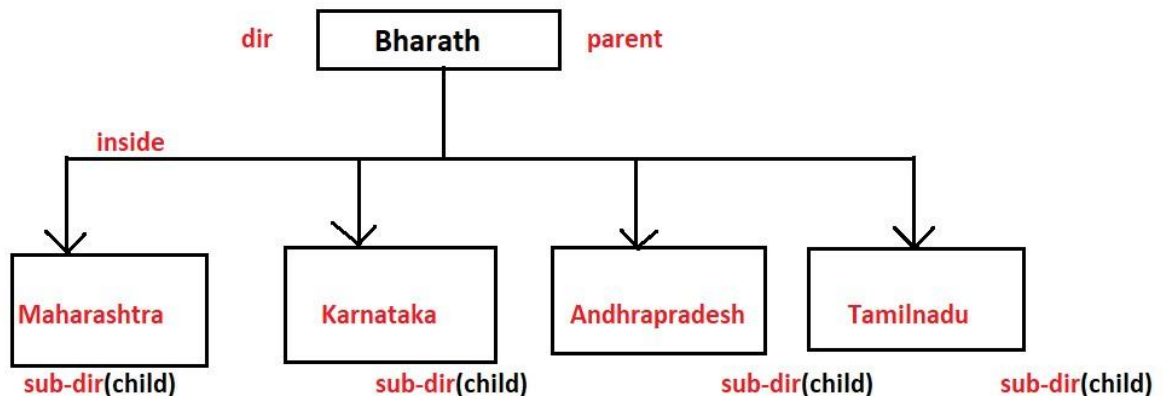 dir Bharath parent
inside
Maharashtra Karnataka Andhrapradesh Tamilnadu
sub-dir(child) sub-dir(child) sub-dir(child) sub-dir(child)